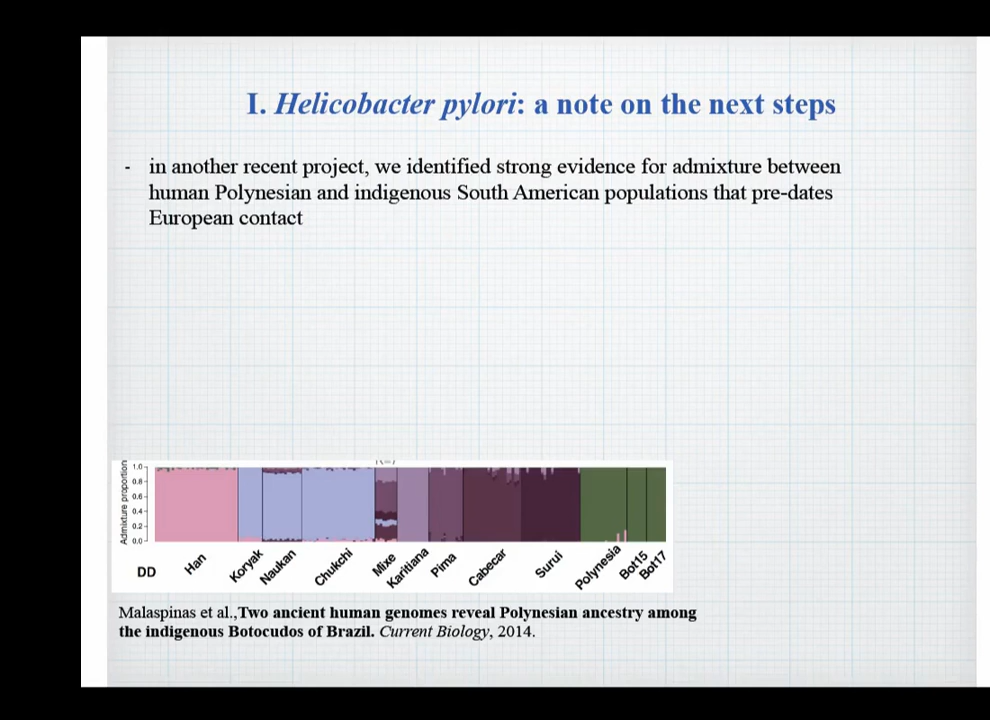 I. Helicobacter pylori: a note on the next steps
- in another recent project, we identified strong evidence for admixture between
human Polynesian and indigenous South American populations that pre-dates
European contact
Admixture proportion
1.0
0.8
0.6
0.4
0.2
0.0
DD
Han
Koryak
Naukan
Chukchi
Mixe
Karitiana
Pima
Cabecar
Surui
Polynesia
Bot15
Bot17
Malaspinas et al.,Two ancient human genomes reveal Polynesian ancestry among
the indigenous Botocudos of Brazil. Current Biology, 2014.